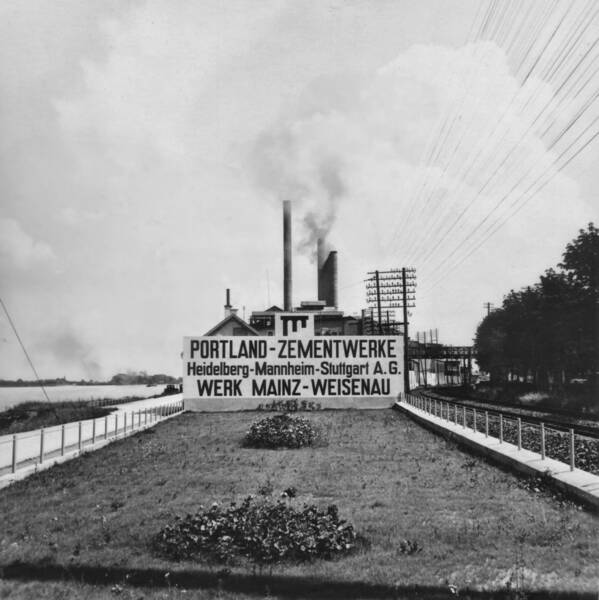 PORTLAND-ZEMENTWERKE
Heidelberg-Mannheim-Stuttgart A.G.
WERK MAINZ-WEISENAU